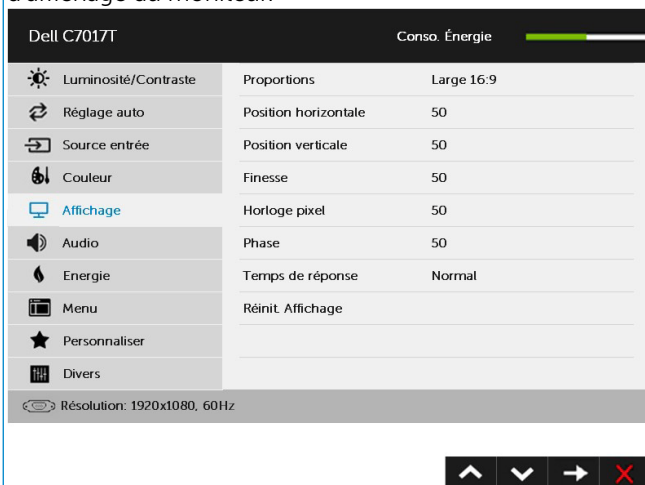 d'affichage du moniteur.
Dell C7017T Conso. Énergie
Luminosité/Contraste Proportions Large 16:9
Réglage auto Position horizontale 50
Source entrée Position verticale 50
Couleur Finesse 50
Affichage Horloge pixel 50
Audio Phase 50
Energie Temps de réponse Normal
Menu Réinit. Affichage
Personnaliser
Divers
Résolution: 1920x1080, 60Hz